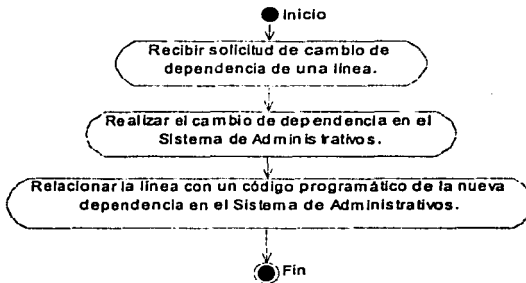 Inicio
Recibir solicitud de cambio de
dependencia de una línea.
Realizar el cambio de dependencia en el
Sistema de Administrativos.
Relacionar la línea con un código programático de la nueva
dependencia en el Sistema de Administrativos.
Fin